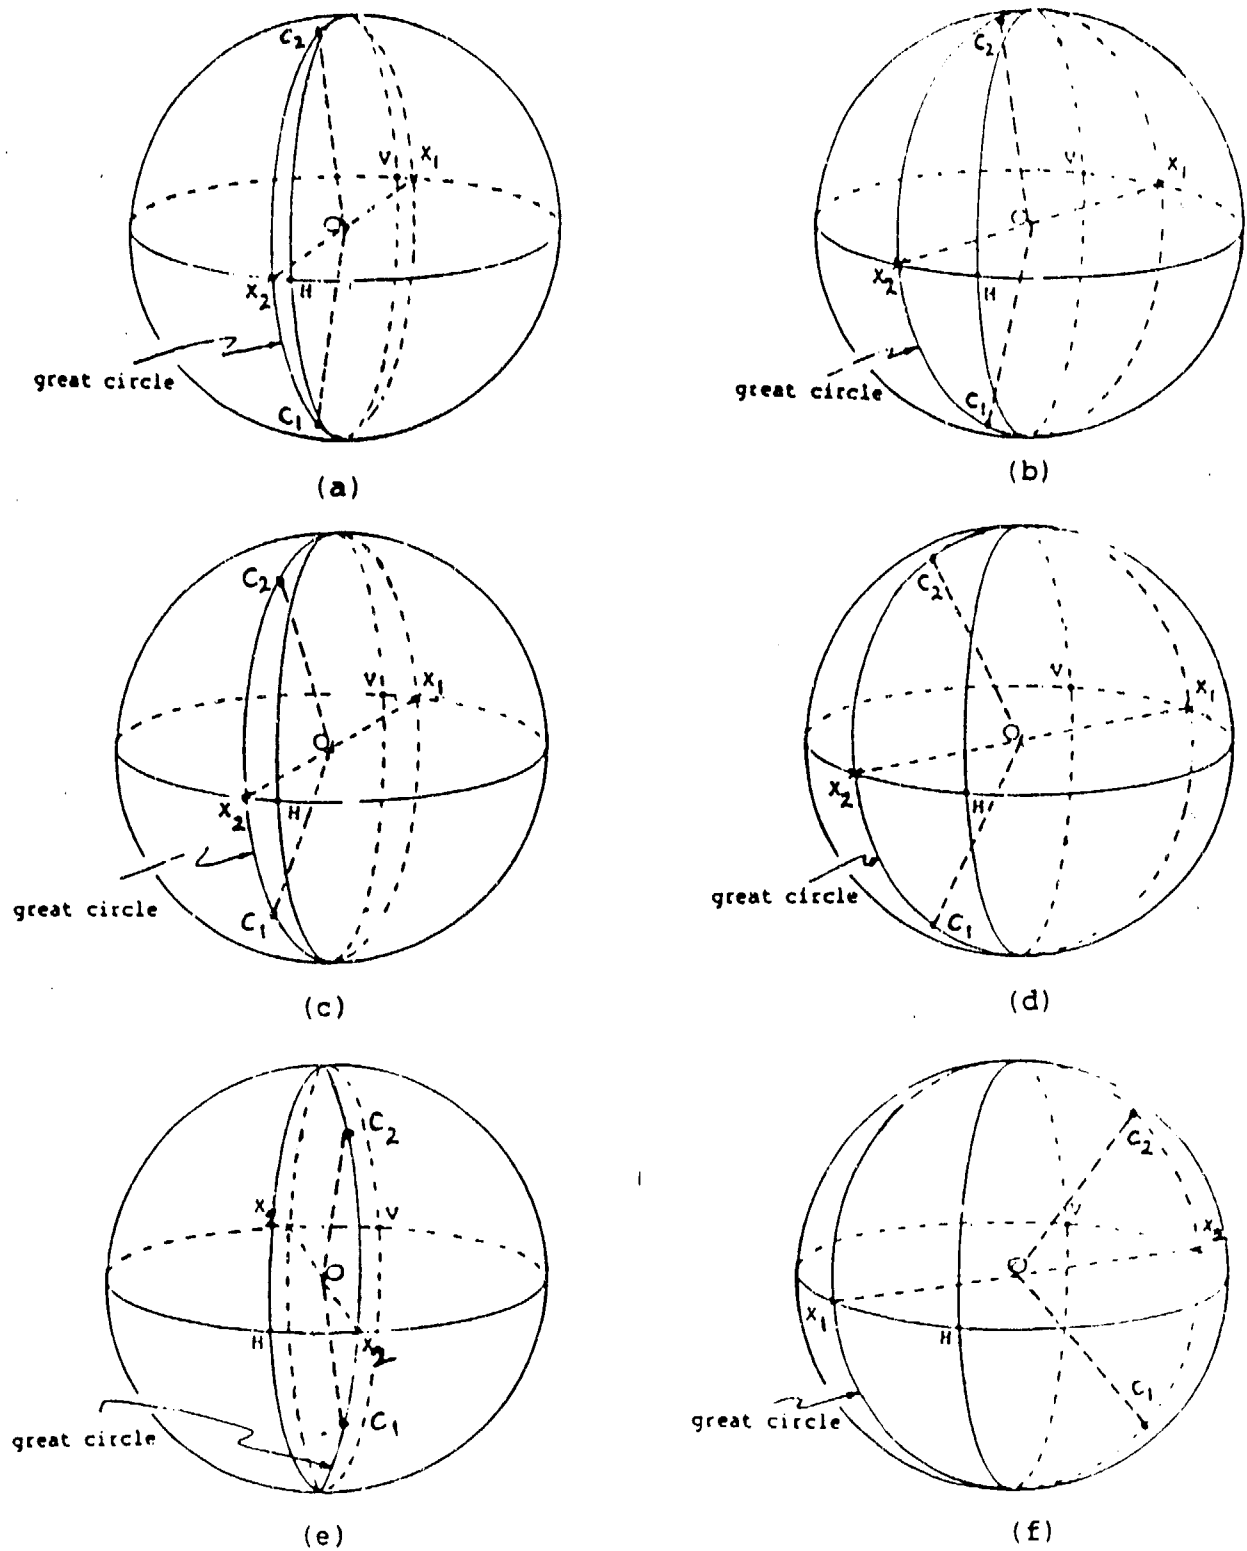 C2
V
X1
O
X2
H
great circle
C1
(a)
C2
V
X1
O
X2
H
great circle
C1
(b)
C2
V
X1
O
X2
H
great circle
C1
(c)
C2
V
X1
O
X2
H
great circle
C1
(d)
C2
X2
V
O
H
X2
C1
great circle
(e)
C2
V
X2
O
X1
H
C1
great circle
(f)